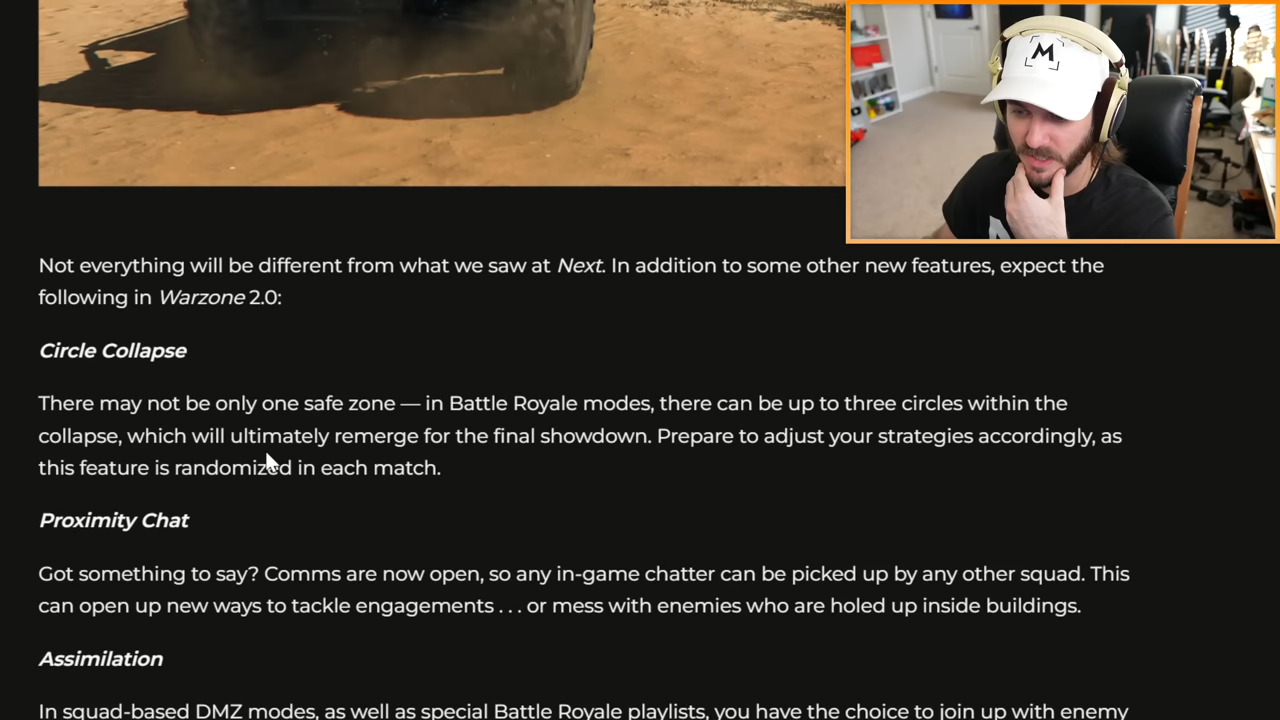 M
Not everything will be different from what we saw at Next. In addition to some other new features, expect the
following in Warzone 2.0:
Circle Collapse
There may not be only one safe zone — in Battle Royale modes, there can be up to three circles within the
collapse, which will ultimately remerge for the final showdown. Prepare to adjust your strategies accordingly, as
this feature is randomized in each match.
Proximity Chat
Got something to say? Comms are now open, so any in-game chatter can be picked up by any other squad. This
can open up new ways to tackle engagements . . . or mess with enemies who are holed up inside buildings.
Assimilation
In squad-based DMZ modes, as well as special Battle Royale playlists, you have the choice to join up with enemy